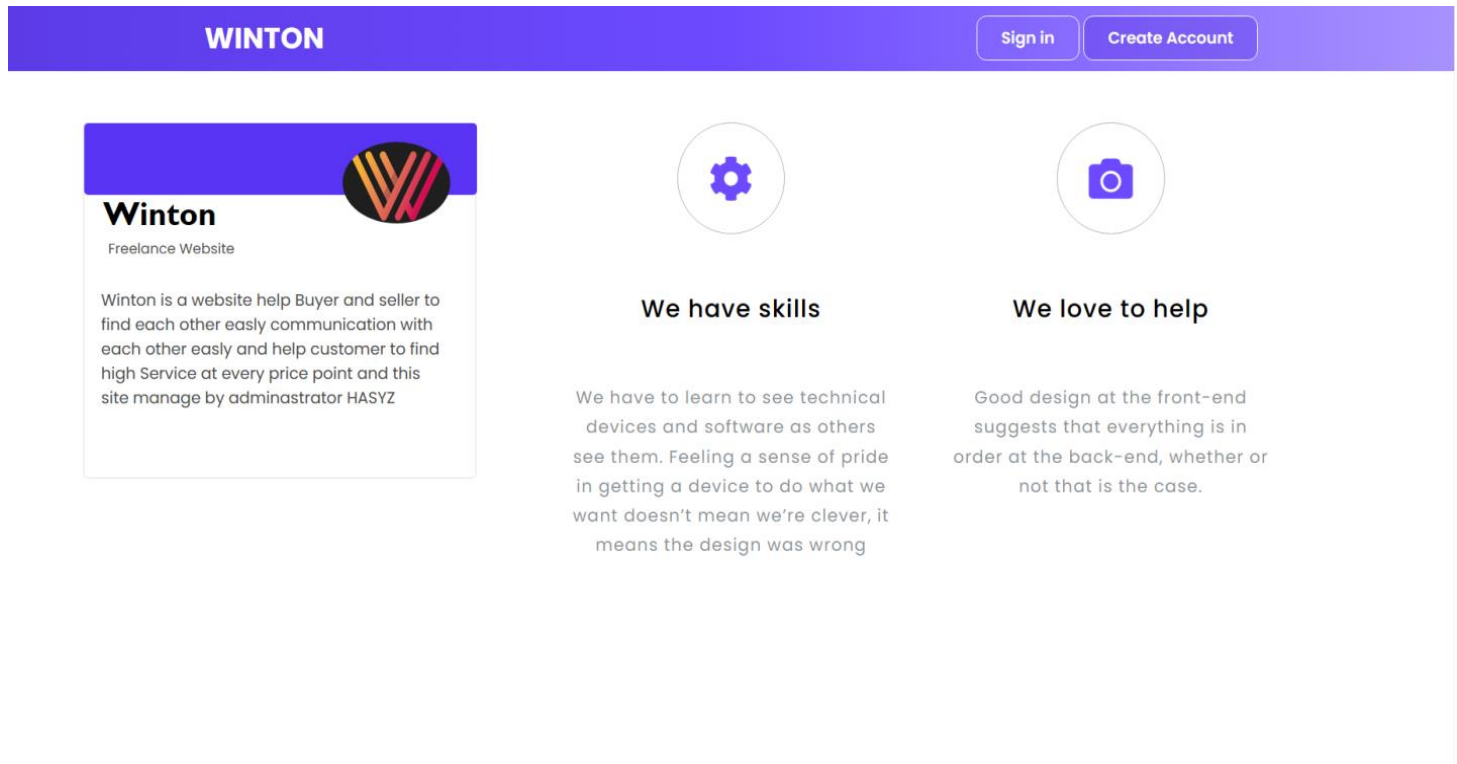 WINTON
Sign in
Create Account
Winton
Freelance Website
Winton is a website help Buyer and seller to
find each other easly communication with
each other easly and help customer to find
high Service at every price point and this
site manage by adminastrator HASYZ
We have skills
We have to learn to see technical
devices and software as others
see them. Feeling a sense of pride
in getting a device to do what we
want doesn’t mean we’re clever, it
means the design was wrong
We love to help
Good design at the front-end
suggests that everything is in
order at the back-end, whether or
not that is the case.